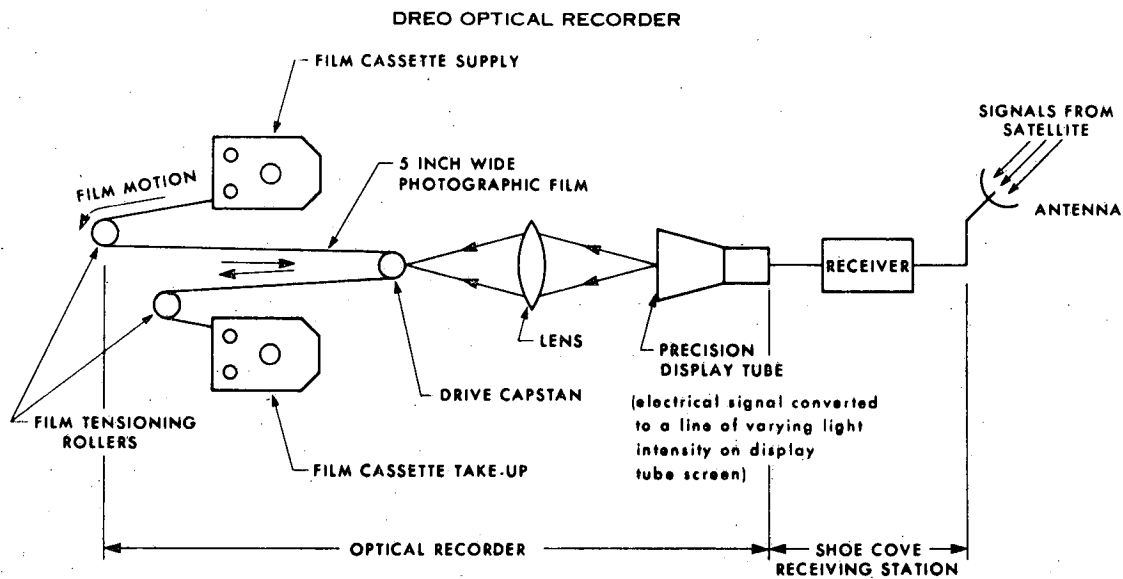 DREO OPTICAL RECORDER
FILM CASSETTE SUPPLY
SIGNALS FROM
SATELLITE
5 INCH WIDE
PHOTOGRAPHIC FILM
FILM MOTION
ANTENNA
RECEIVER
LENS
PRECISION
DISPLAY TUBE
(electrical signal converted
to a line of varying light
intensity on display
tube screen)
DRIVE CAPSTAN
FILM TENSIONING
ROLLERS
FILM CASSETTE TAKE-UP
OPTICAL RECORDER
SHOE COVE
RECEIVING STATION